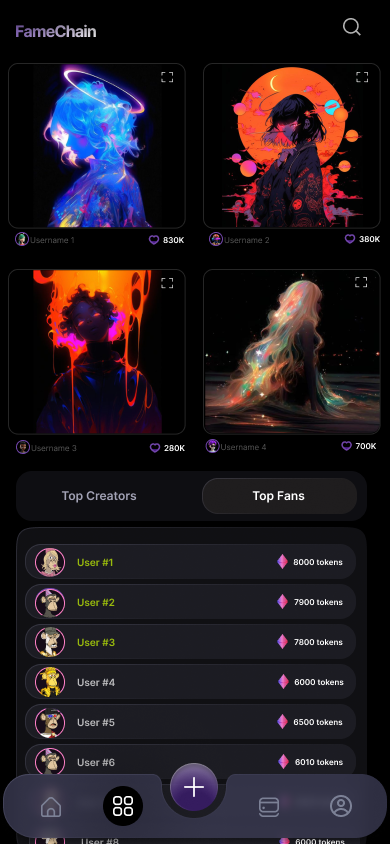 FameChain
Username 1 830K
Username 2 380K
Username 3 280K
Username 4 700K
Top Creators Top Fans
User #1 8000 tokens
User #2 7900 tokens
User #3 7800 tokens
User #4 6000 tokens
User #5 6500 tokens
User #6 6010 tokens
User #8 6000 tokens